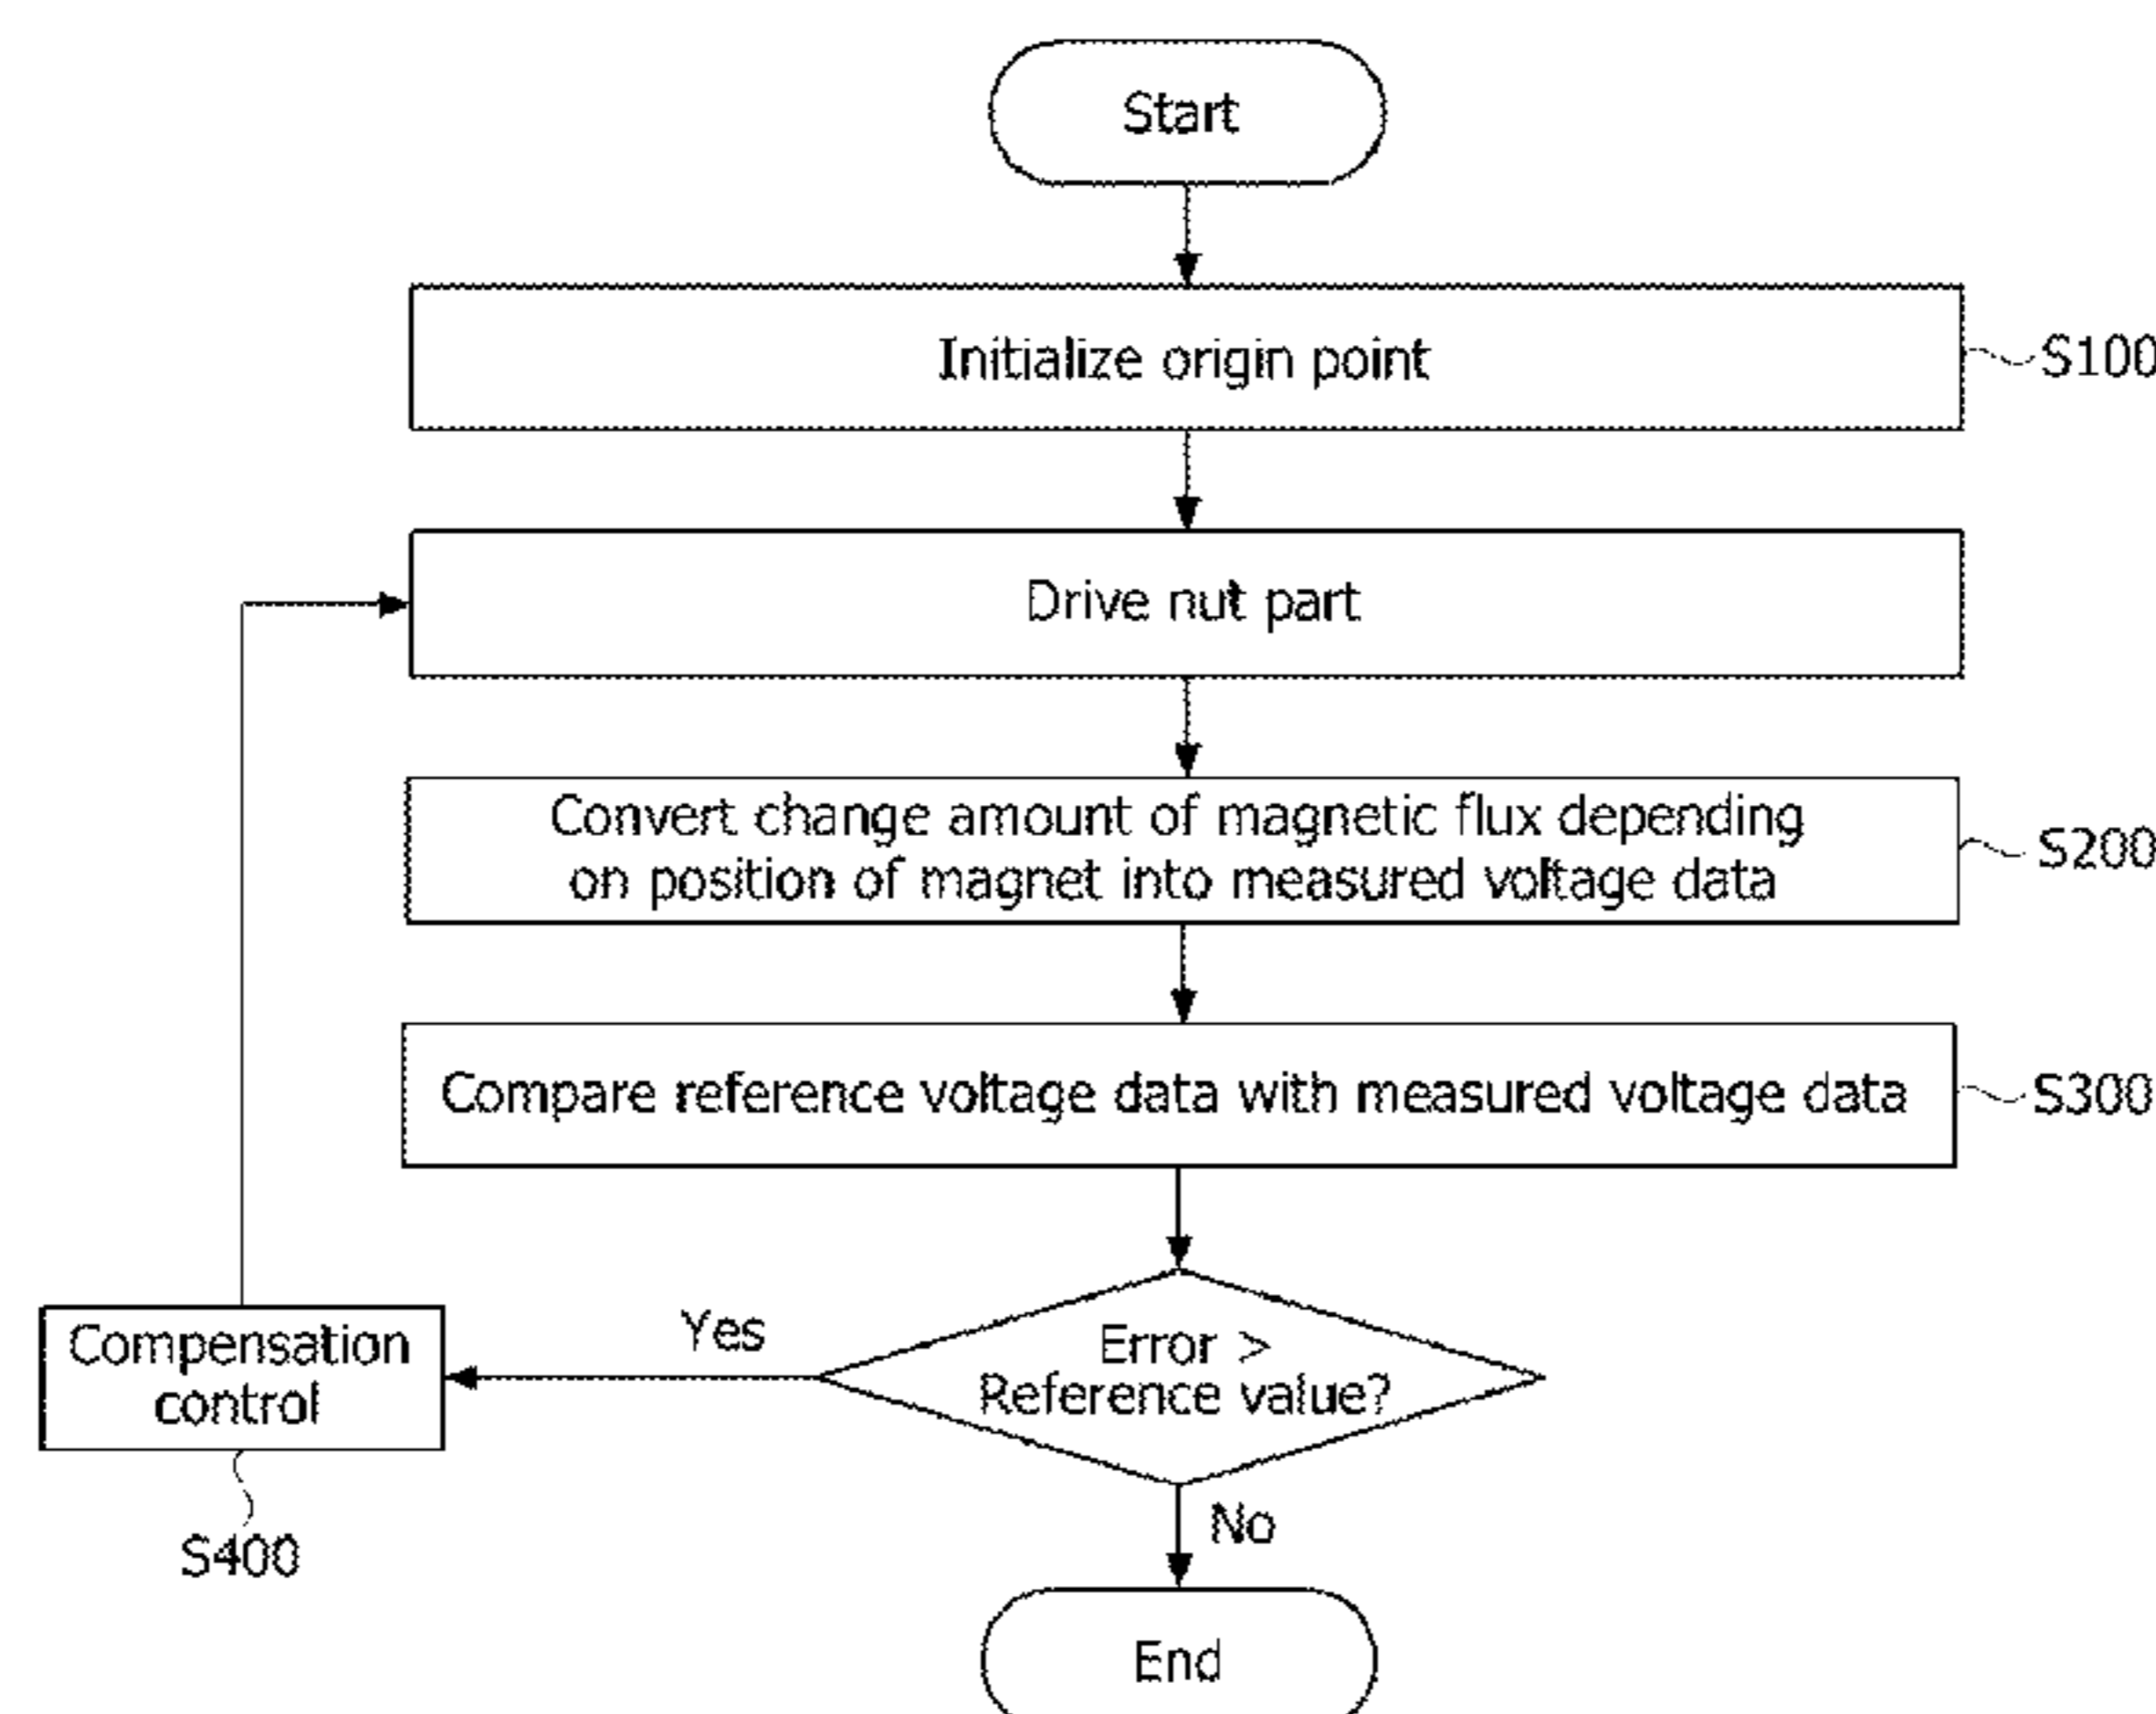 Start
Initialize origin point
S100
Drive nut part
Convert change amount of magnetic flux depending
on position of magnet into measured voltage data
S200
Compare reference voltage data with measured voltage data
S300
Error >
Reference value?
Yes
Compensation
control
S400
No
End